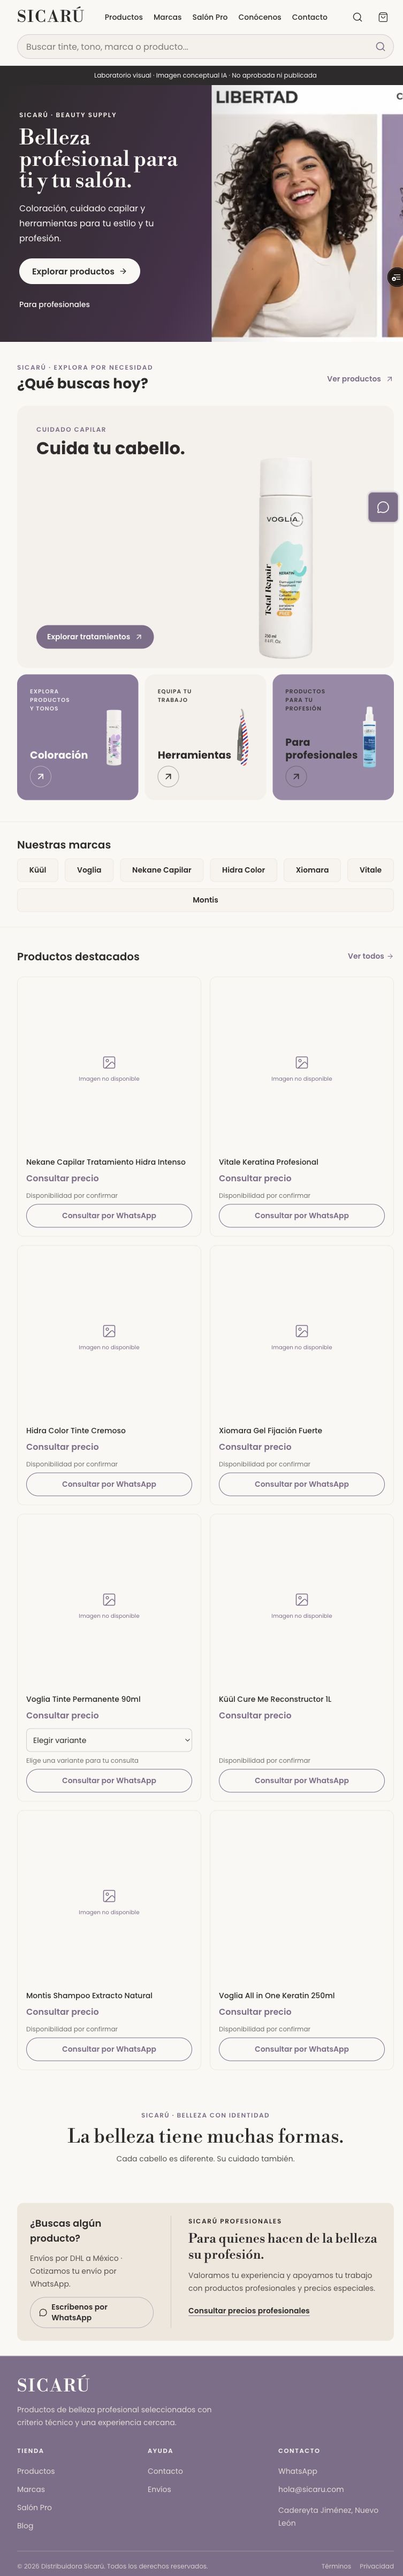 SICARÚ
Productos Marcas Salón Pro Conócenos Contacto
Buscar tinte, tono, marca o producto...
Laboratorio visual · Imagen conceptual IA · No aprobada ni publicada
SICARÚ · BEAUTY SUPPLY
Belleza
profesional para
ti y tu salón.
Coloración, cuidado capilar y
herramientas para tu estilo y tu
profesión.
Explorar productos →
Para profesionales
LIBERTAD
SICARÚ · EXPLORA POR NECESIDAD
¿Qué buscas hoy?
Ver productos
CUIDADO CAPILAR
Cuida tu cabello.
VOGLIA
Total Repair
Explorar tratamientos
EXPLORA
PRODUCTOS
Y TONOS
Coloración
EQUIPA TU
TRABAJO
Herramientas
PRODUCTOS
PARA TU
PROFESIÓN
Para
profesionales
Nuestras marcas
Küül
Voglia
Nekane Capilar
Hidra Color
Xiomara
Vitale
Montis
Productos destacados
Ver todos →
Imagen no disponible
Nekane Capilar Tratamiento Hidra Intenso
Consultar precio
Disponibilidad por confirmar
Consultar por WhatsApp
Imagen no disponible
Vitale Keratina Profesional
Consultar precio
Disponibilidad por confirmar
Consultar por WhatsApp
Imagen no disponible
Hidra Color Tinte Cremoso
Consultar precio
Disponibilidad por confirmar
Consultar por WhatsApp
Imagen no disponible
Xiomara Gel Fijación Fuerte
Consultar precio
Disponibilidad por confirmar
Consultar por WhatsApp
Imagen no disponible
Voglia Tinte Permanente 90ml
Consultar precio
Elegir variante
Elige una variante para tu consulta
Consultar por WhatsApp
Imagen no disponible
Küül Cure Me Reconstructor 1L
Consultar precio
Disponibilidad por confirmar
Consultar por WhatsApp
Imagen no disponible
Montis Shampoo Extracto Natural
Consultar precio
Disponibilidad por confirmar
Consultar por WhatsApp
Voglia All in One Keratin 250ml
Consultar precio
Disponibilidad por confirmar
Consultar por WhatsApp
SICARÚ · BELLEZA CON IDENTIDAD
La belleza tiene muchas formas.
Cada cabello es diferente. Su cuidado también.
¿Buscas algún
producto?
Envíos por DHL a México ·
Cotizamos tu envío por
WhatsApp.
Escríbenos por
WhatsApp
SICARÚ PROFESIONALES
Para quienes hacen de la belleza
su profesión.
Valoramos tu experiencia y apoyamos tu trabajo
con productos profesionales y precios especiales.
Consultar precios profesionales
SICARÚ
Productos de belleza profesional seleccionados con
criterio técnico y una experiencia cercana.
TIENDA
Productos
Marcas
Salón Pro
Blog
AYUDA
Contacto
Envíos
CONTACTO
WhatsApp
hola@sicaru.com
Cadereyta Jiménez, Nuevo
León
© 2026 Distribuidora Sicarú. Todos los derechos reservados.
Términos Privacidad